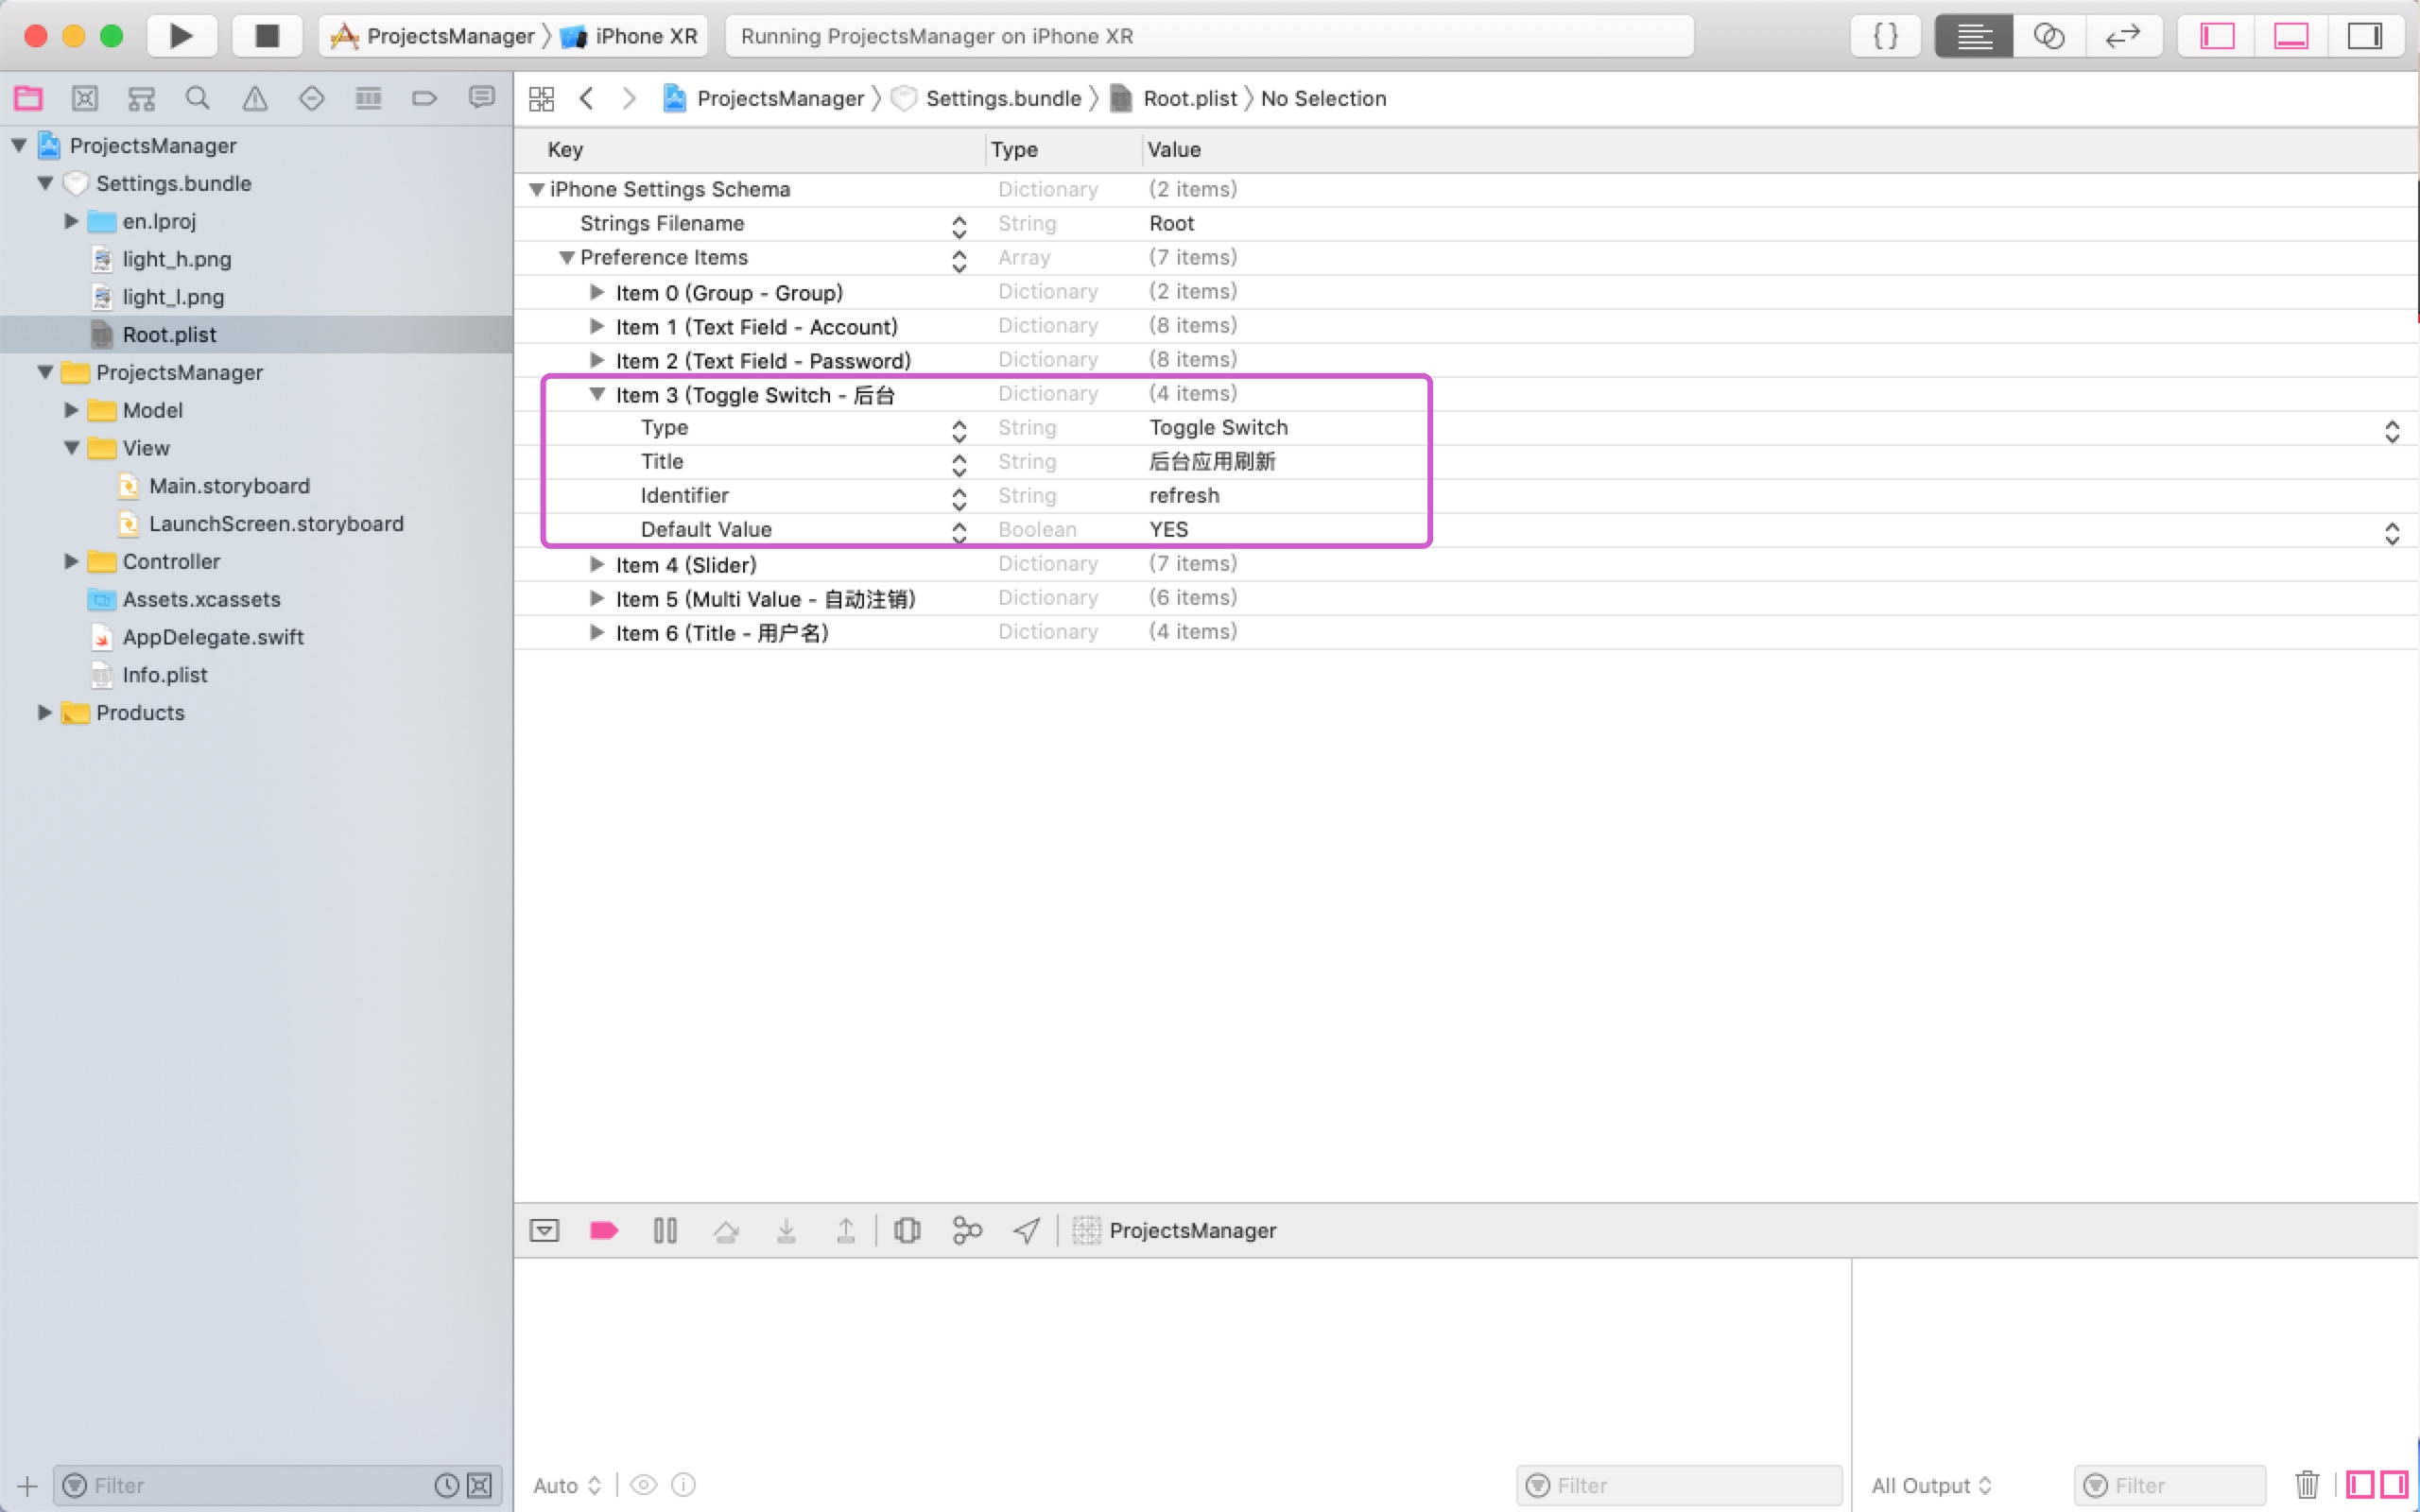 ProjectsManager 〉 iPhone XR
Running ProjectsManager on iPhone XR
{ }
ProjectsManager 〉 Settings.bundle 〉 Root.plist 〉 No Selection
ProjectsManager
Settings.bundle
en.lproj
light_h.png
light_l.png
Root.plist
ProjectsManager
Model
View
Main.storyboard
LaunchScreen.storyboard
Controller
Assets.xcassets
AppDelegate.swift
Info.plist
Products
Filter
Key Type Value
iPhone Settings Schema Dictionary (2 items)
Strings Filename String Root
Preference Items Array (7 items)
Item 0 (Group - Group) Dictionary (2 items)
Item 1 (Text Field - Account) Dictionary (8 items)
Item 2 (Text Field - Password) Dictionary (8 items)
Item 3 (Toggle Switch - 后台 Dictionary (4 items)
Type String Toggle Switch
Title String 后台应用刷新
Identifier String refresh
Default Value Boolean YES
Item 4 (Slider) Dictionary (7 items)
Item 5 (Multi Value - 自动注销) Dictionary (6 items)
Item 6 (Title - 用户名) Dictionary (4 items)
ProjectsManager
Auto Filter All Output Filter